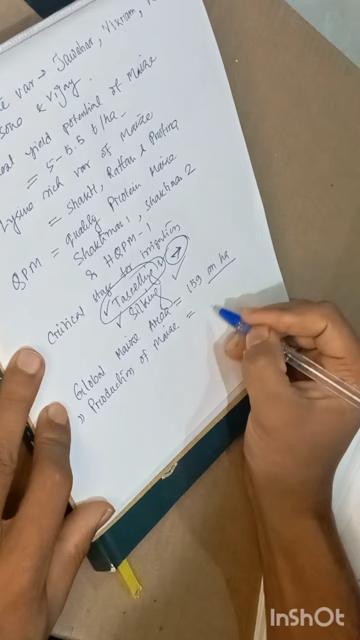 var → Jawahar, Vikram,
sona & vijay.
yield potential of Maize
= 5-5.5 t/ha
Lysine rich var of Maize
= Shakti, Rattan & Protina
QPM = Quality Protein Maize
Shaktiman 1, Shaktiman 2
& HQPM-1
Critical stage for irrigation
✓ Tasselling →
✓ Silking ✓
Global Maize Area = 159 m ha
" Production of Maize =
InShOt